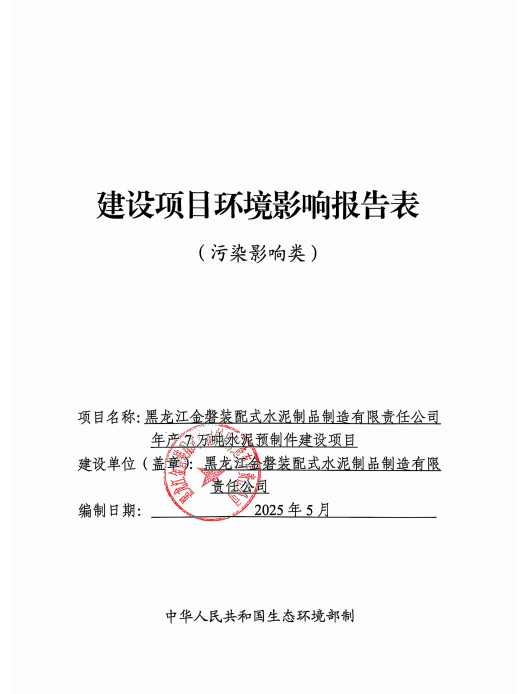 建设项目环境影响报告表
（污染影响类）
项目名称：黑龙江金磐装配式水泥制品制造有限责任公司
年产7万吨水泥预制件建设项目
建设单位（盖章）：黑龙江金磐装配式水泥制品制造有限
责任公司
编制日期：2025年5月
中华人民共和国生态环境部制